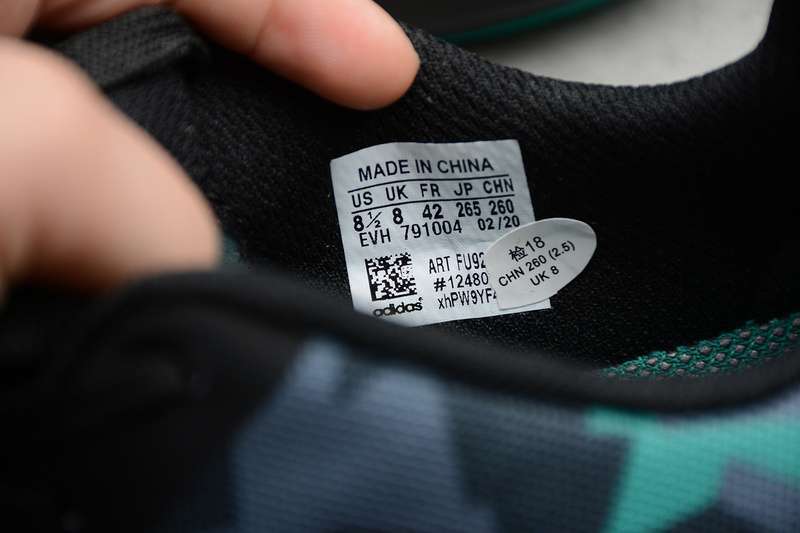 MADE IN CHINA
US UK FR JP CHN
8½ 8 42 265 260
EVH 791004 02/20
ART FU92
#12480
xhPW9YF
adidas
检18
CHN 260 (2.5)
UK 8